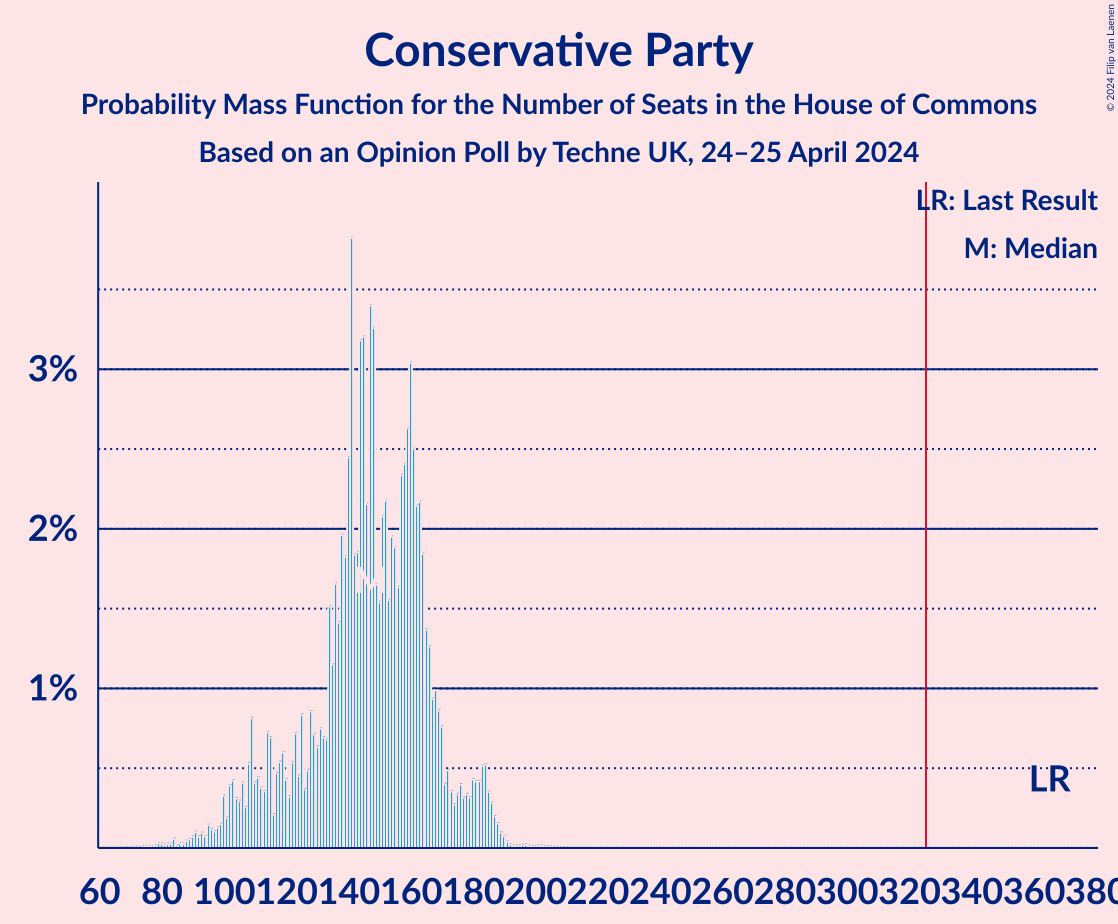 Conservative Party
Probability Mass Function for the Number of Seats in the House of Commons
Based on an Opinion Poll by Techne UK, 24–25 April 2024
© 2024 Filip van Laenen
LR: Last Result
M: Median
3%
2%
1%
LR
60 80 100 120 140 160 180 200 220 240 260 280 300 320 340 360 380